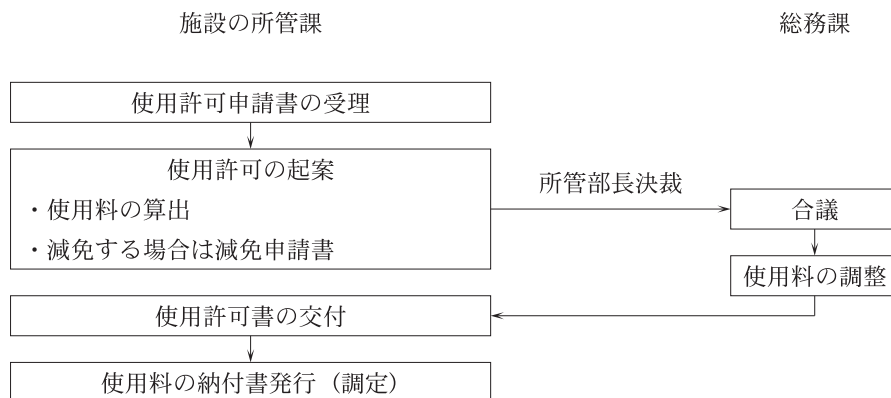 施設の所管課
総務課
使用許可申請書の受理
使用許可の起案
・使用料の算出
・減免する場合は減免申請書
所管部長決裁
合議
使用料の調整
使用許可書の交付
使用料の納付書発行（調定）